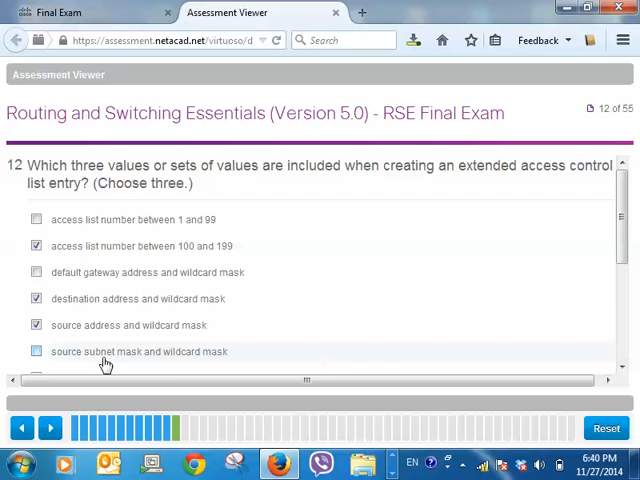 Final Exam
Assessment Viewer
https://assessment.netacad.net/virtuoso/d
Search
Feedback
Assessment Viewer
Routing and Switching Essentials (Version 5.0) - RSE Final Exam
12 of 55
12 Which three values or sets of values are included when creating an extended access control
list entry? (Choose three.)
access list number between 1 and 99
access list number between 100 and 199
default gateway address and wildcard mask
destination address and wildcard mask
source address and wildcard mask
source subnet mask and wildcard mask
Reset
EN
6:40 PM
11/27/2014